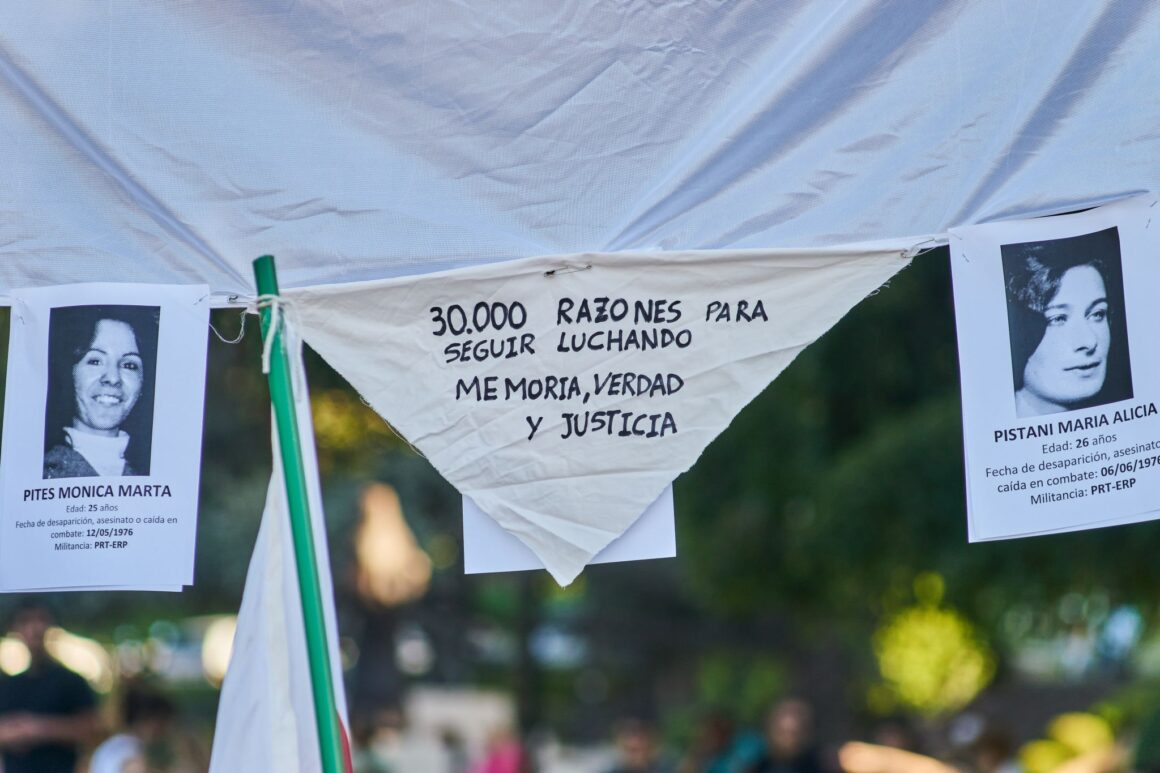 30.000 RAZONES PARA
SEGUIR LUCHANDO
MEMORIA, VERDAD
Y JUSTICIA
PITES MONICA MARTA
Edad: 25 años
Fecha de desaparición, asesinato o caída en
combate: 12/05/1976
Militancia: PRT-ERP
PISTANI MARIA ALICIA
Edad: 26 años
Fecha de desaparición, asesinato
caída en combate: 06/06/1976
Militancia: PRT-ERP